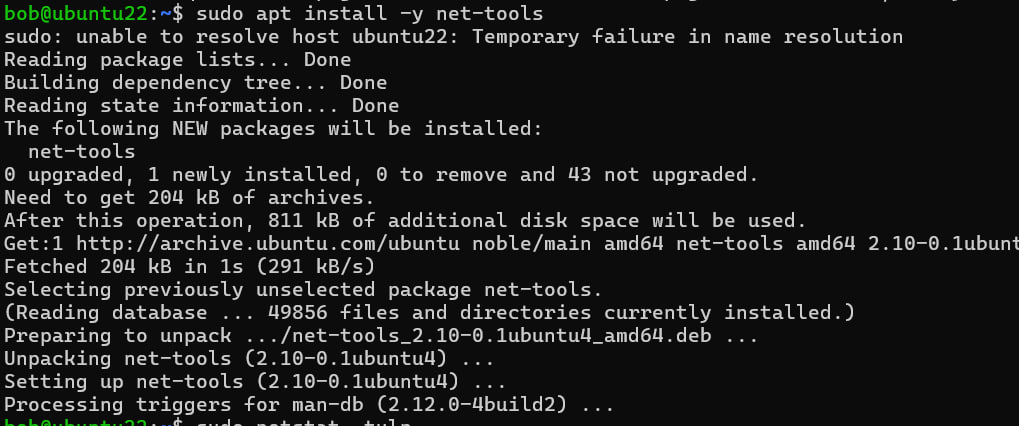 bob@ubuntu22:~$ sudo apt install -y net-tools
sudo: unable to resolve host ubuntu22: Temporary failure in name resolution
Reading package lists... Done
Building dependency tree... Done
Reading state information... Done
The following NEW packages will be installed:
  net-tools
0 upgraded, 1 newly installed, 0 to remove and 43 not upgraded.
Need to get 204 kB of archives.
After this operation, 811 kB of additional disk space will be used.
Get:1 http://archive.ubuntu.com/ubuntu noble/main amd64 net-tools amd64 2.10-0.1ubunt
Fetched 204 kB in 1s (291 kB/s)
Selecting previously unselected package net-tools.
(Reading database ... 49856 files and directories currently installed.)
Preparing to unpack .../net-tools_2.10-0.1ubuntu4_amd64.deb ...
Unpacking net-tools (2.10-0.1ubuntu4) ...
Setting up net-tools (2.10-0.1ubuntu4) ...
Processing triggers for man-db (2.12.0-4build2) ...
bob@ubuntu22:~$ sudo netstat -tulp